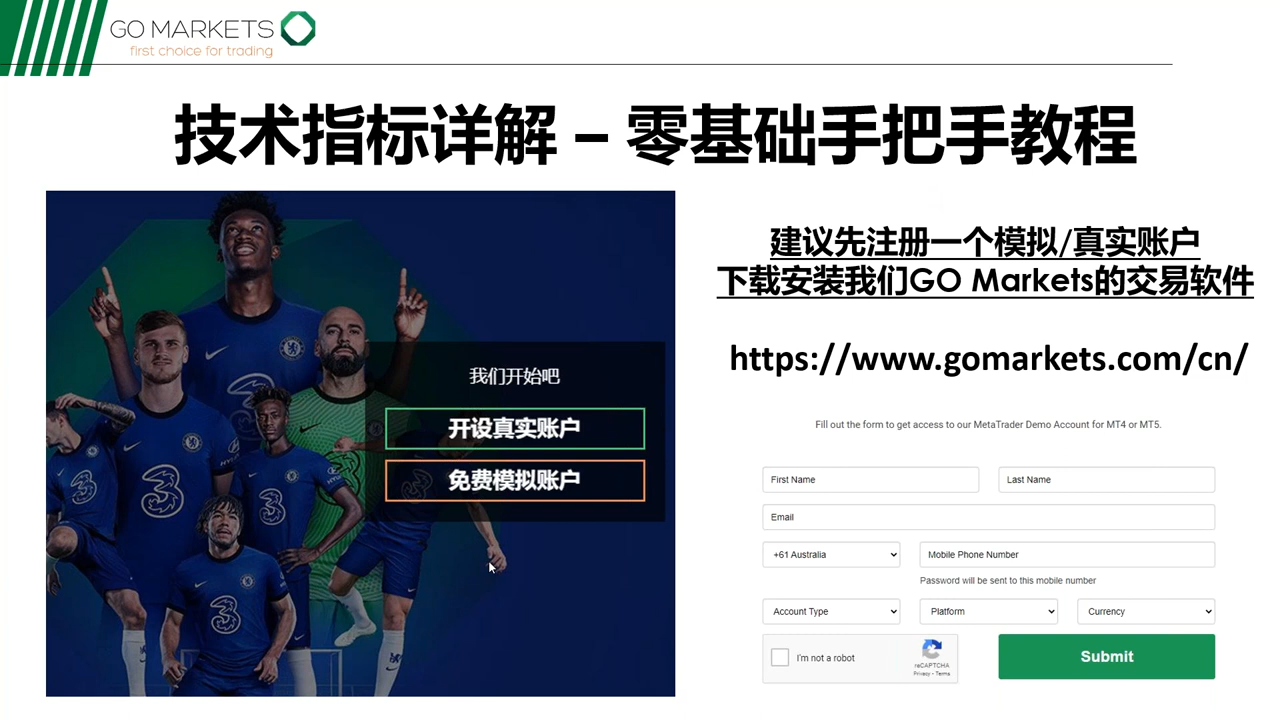 GO MARKETS
first choice for trading
技术指标详解 – 零基础手把手教程
建议先注册一个模拟/真实账户
下载安装我们GO Markets的交易软件
https://www.gomarkets.com/cn/
我们开始吧
开设真实账户
免费模拟账户
3
3
3
3
3
Fill out the form to get access to our MetaTrader Demo Account for MT4 or MT5.
First Name
Last Name
Email
+61 Australia
Mobile Phone Number
Password will be sent to this mobile number
Account Type
Platform
Currency
I'm not a robot
reCAPTCHA
Privacy - Terms
Submit